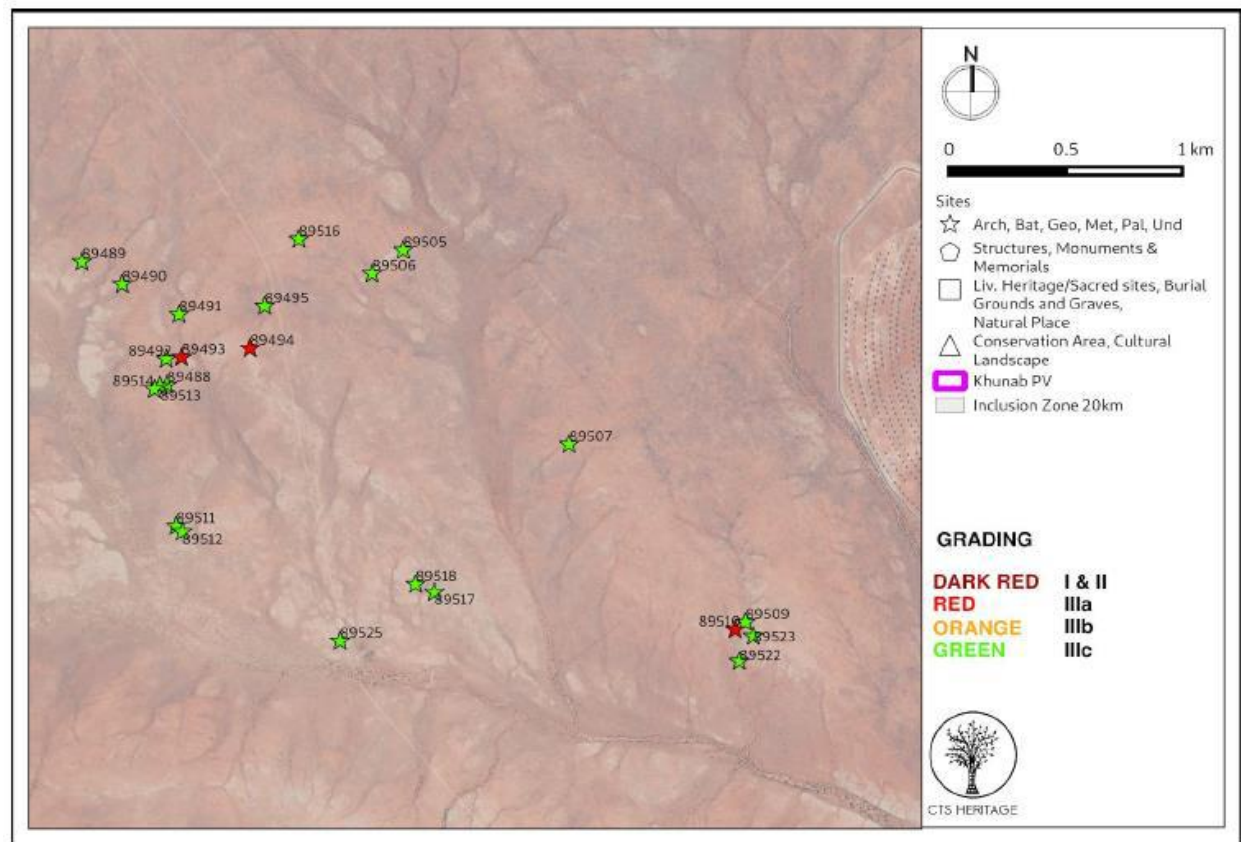 N
0 0.5 1 km
Sites
Arch, Bat, Geo, Met, Pal, Und
Structures, Monuments &
Memorials
Liv. Heritage/Sacred sites, Burial
Grounds and Graves,
Natural Place
Conservation Area, Cultural
Landscape
Khunab PV
Inclusion Zone 20km
GRADING
DARK RED I & II
RED IIIa
ORANGE IIIb
GREEN IIIc
CTS HERITAGE
89516
89505
89489
89506
89490
89495
89491
89494
89492 89493
89514 89488
89513
89507
89511
89512
89518
89517
89509
89510
89523
89525
89522